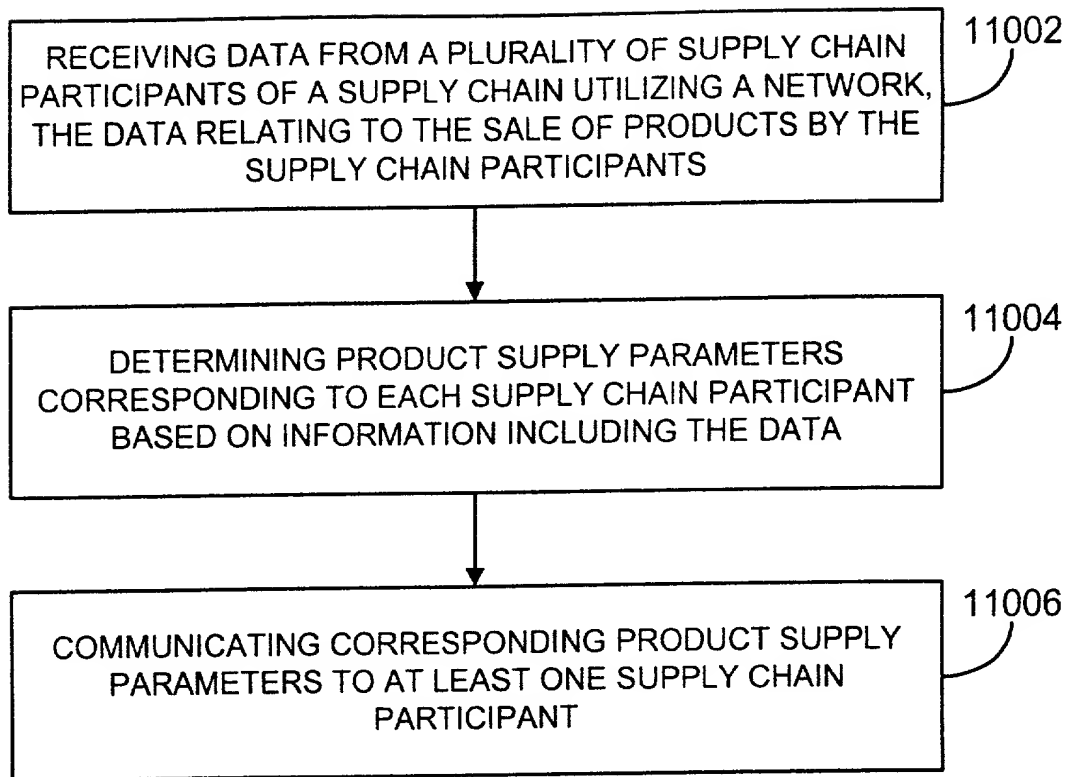 RECEIVING DATA FROM A PLURALITY OF SUPPLY CHAIN
PARTICIPANTS OF A SUPPLY CHAIN UTILIZING A NETWORK,
THE DATA RELATING TO THE SALE OF PRODUCTS BY THE
SUPPLY CHAIN PARTICIPANTS
11002
DETERMINING PRODUCT SUPPLY PARAMETERS
CORRESPONDING TO EACH SUPPLY CHAIN PARTICIPANT
BASED ON INFORMATION INCLUDING THE DATA
11004
COMMUNICATING CORRESPONDING PRODUCT SUPPLY
PARAMETERS TO AT LEAST ONE SUPPLY CHAIN
PARTICIPANT
11006